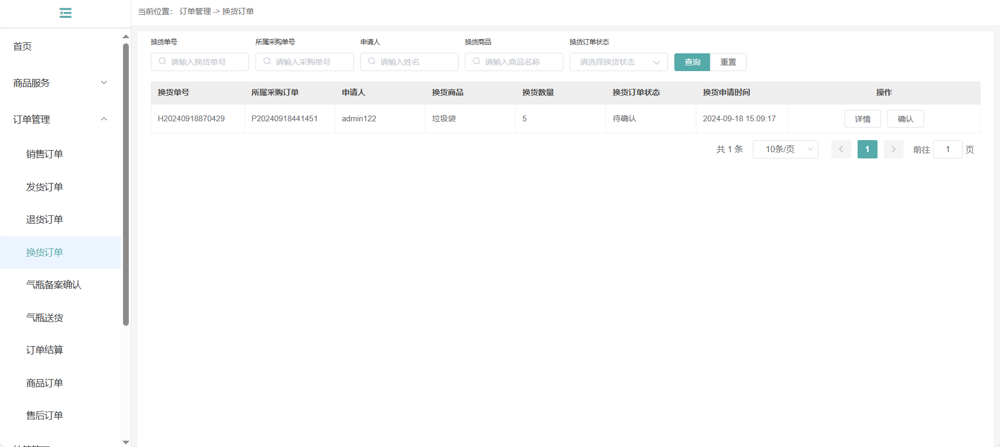 当前位置： 订单管理 -> 换货订单
首页
商品服务
订单管理
销售订单
发货订单
退货订单
换货订单
气瓶备案确认
气瓶送货
订单结算
商品订单
售后订单
换货单号 所属采购单号 申请人 换货商品 换货订单状态
请输入换货单号 请输入采购单号 请输入姓名 请输入商品名称 请选择换货状态 查询 重置
换货单号 所属采购订单 申请人 换货商品 换货数量 换货订单状态 换货申请时间 操作
H20240918870429 P20240918441451 admin122 垃圾袋 5 待确认 2024-09-18 15:09:17 详情 确认
共 1 条 10条/页 1 前往 1 页